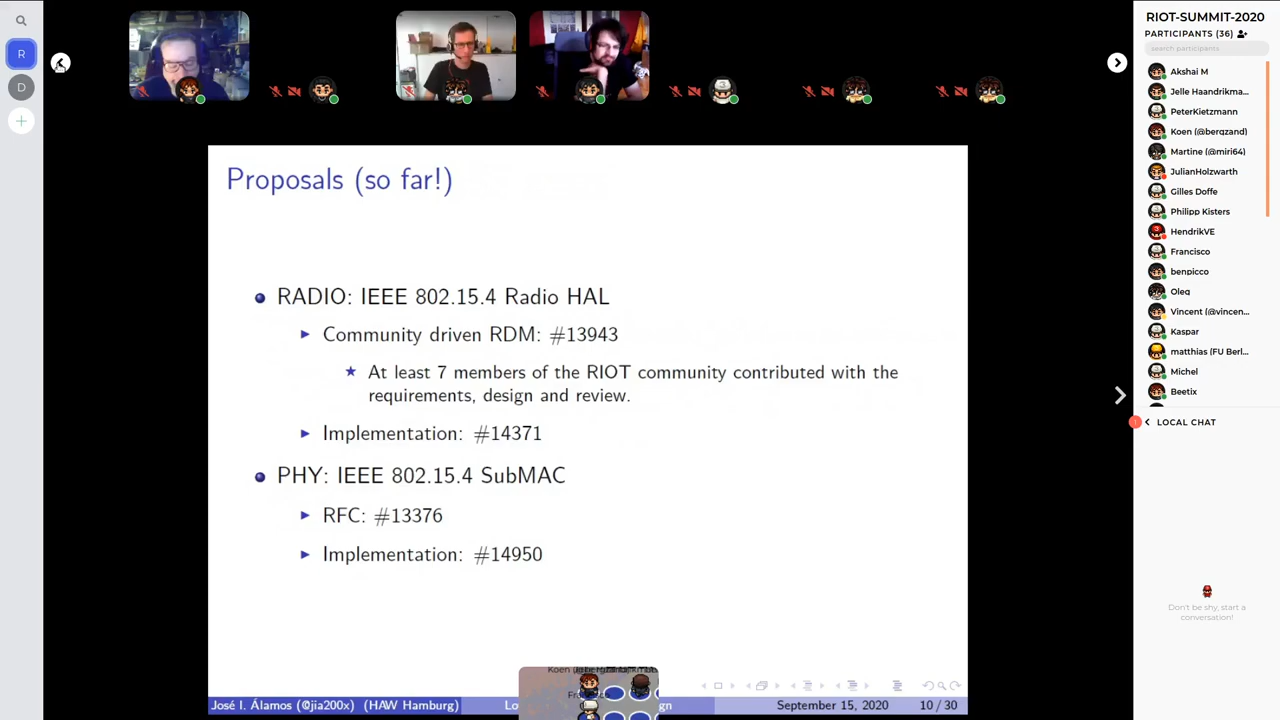 R
D
RIOT-SUMMIT-2020
PARTICIPANTS (36)
search participants
Akshai M
Jelle Haandrikma...
PeterKietzmann
Koen (@bergzand)
Martine (@miri64)
JulianHolzwarth
Gilles Doffe
Philipp Kisters
HendrikVE
Francisco
benpicco
Oleg
Vincent (@vincen...
Kaspar
matthias (FU Berl...
Michel
Beetix
LOCAL CHAT
Don't be shy, start a
conversation!
Proposals (so far!)
RADIO: IEEE 802.15.4 Radio HAL
Community driven RDM: #13943
At least 7 members of the RIOT community contributed with the
requirements, design and review.
Implementation: #14371
PHY: IEEE 802.15.4 SubMAC
RFC: #13376
Implementation: #14950
José I. Álamos (@jia200x) (HAW Hamburg)
September 15, 2020 10 / 30